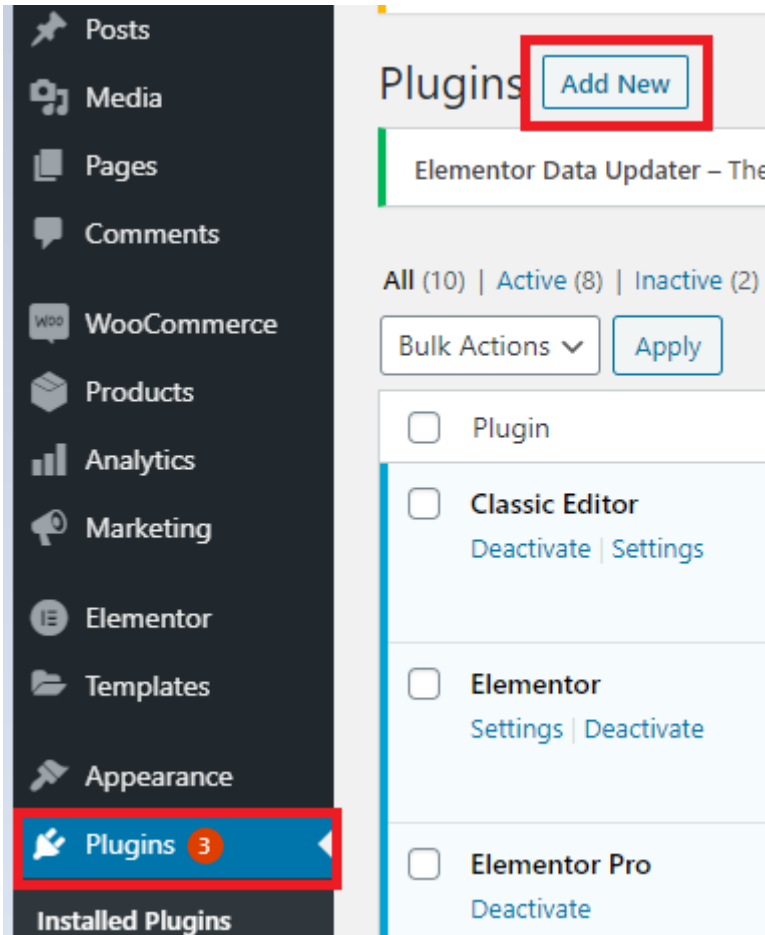 Posts
Media
Pages
Comments
WOO WooCommerce
Products
Analytics
Marketing
Elementor
Templates
Appearance
Plugins 3
Installed Plugins
Plugins Add New
Elementor Data Updater – The
All (10) | Active (8) | Inactive (2)
Bulk Actions Apply
Plugin
Classic Editor
Deactivate | Settings
Elementor
Settings | Deactivate
Elementor Pro
Deactivate